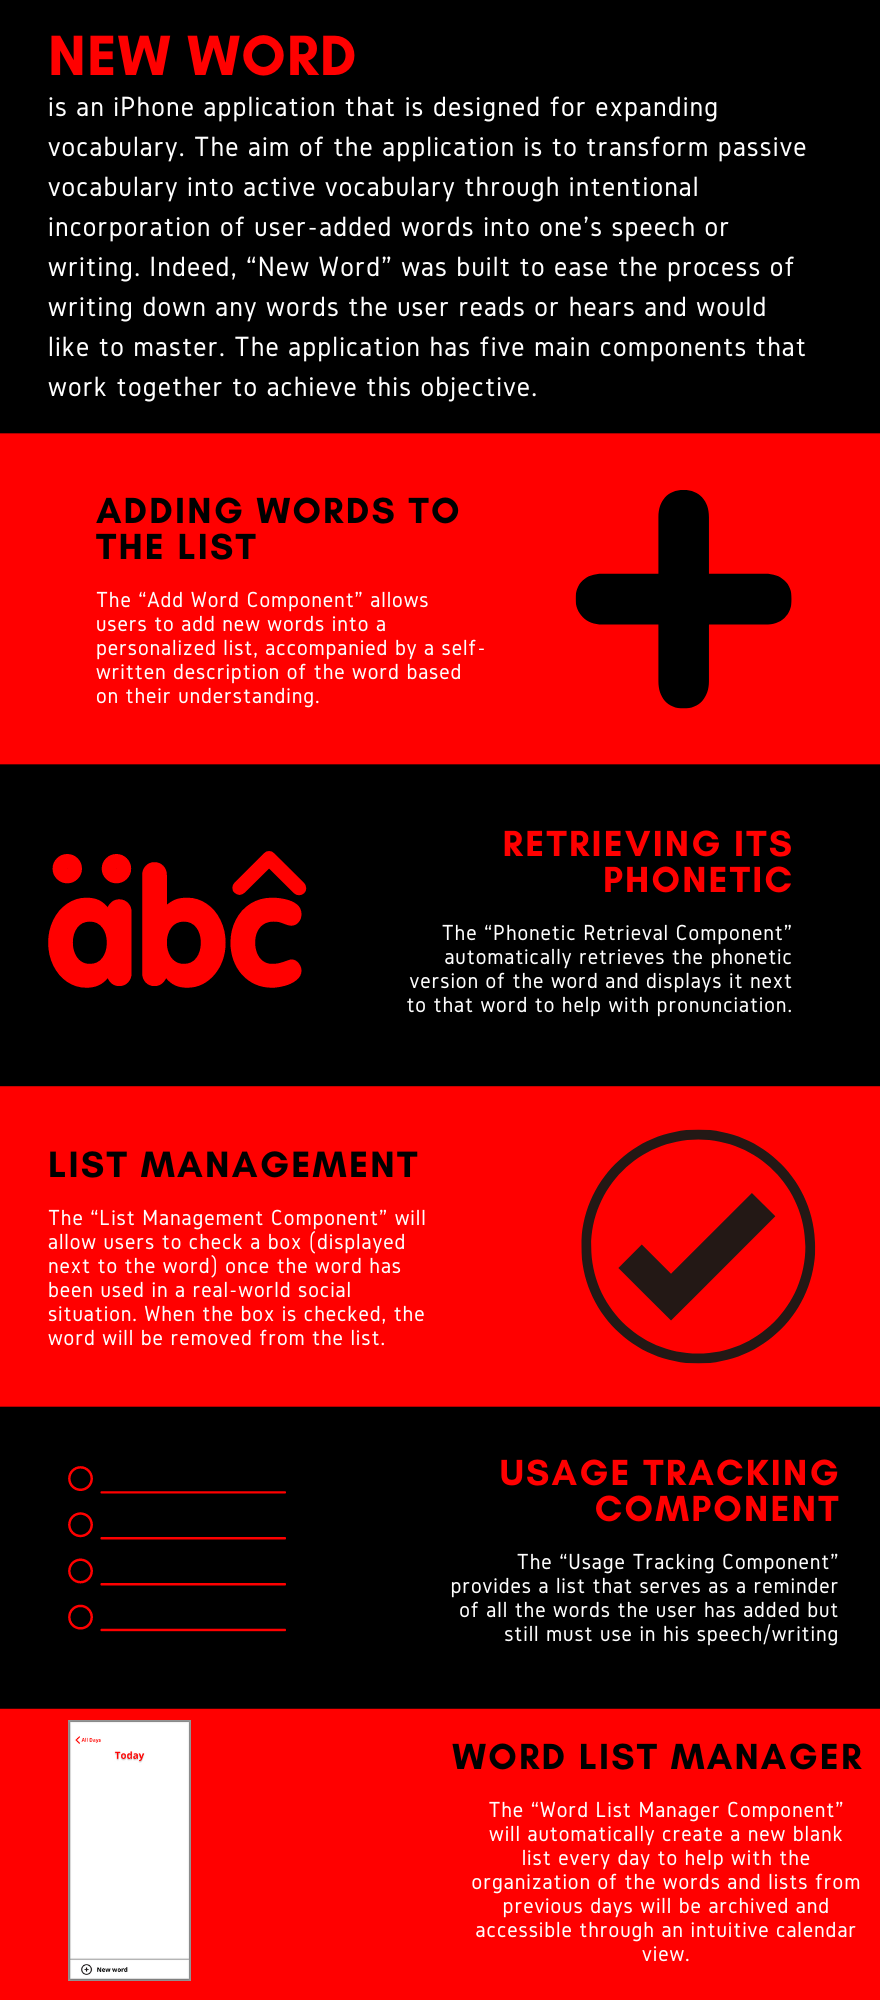 NEW WORD
is an iPhone application that is designed for expanding
vocabulary. The aim of the application is to transform passive
vocabulary into active vocabulary through intentional
incorporation of user-added words into one’s speech or
writing. Indeed, “New Word” was built to ease the process of
writing down any words the user reads or hears and would
like to master. The application has five main components that
work together to achieve this objective.
ADDING WORDS TO
THE LIST
The “Add Word Component” allows
users to add new words into a
personalized list, accompanied by a self-
written description of the word based
on their understanding.
äbĉ
RETRIEVING ITS
PHONETIC
The “Phonetic Retrieval Component”
automatically retrieves the phonetic
version of the word and displays it next
to that word to help with pronunciation.
LIST MANAGEMENT
The “List Management Component” will
allow users to check a box (displayed
next to the word) once the word has
been used in a real-world social
situation. When the box is checked, the
word will be removed from the list.
USAGE TRACKING
COMPONENT
The “Usage Tracking Component”
provides a list that serves as a reminder
of all the words the user has added but
still must use in his speech/writing
All Days
Today
New word
WORD LIST MANAGER
The “Word List Manager Component”
will automatically create a new blank
list every day to help with the
organization of the words and lists from
previous days will be archived and
accessible through an intuitive calendar
view.